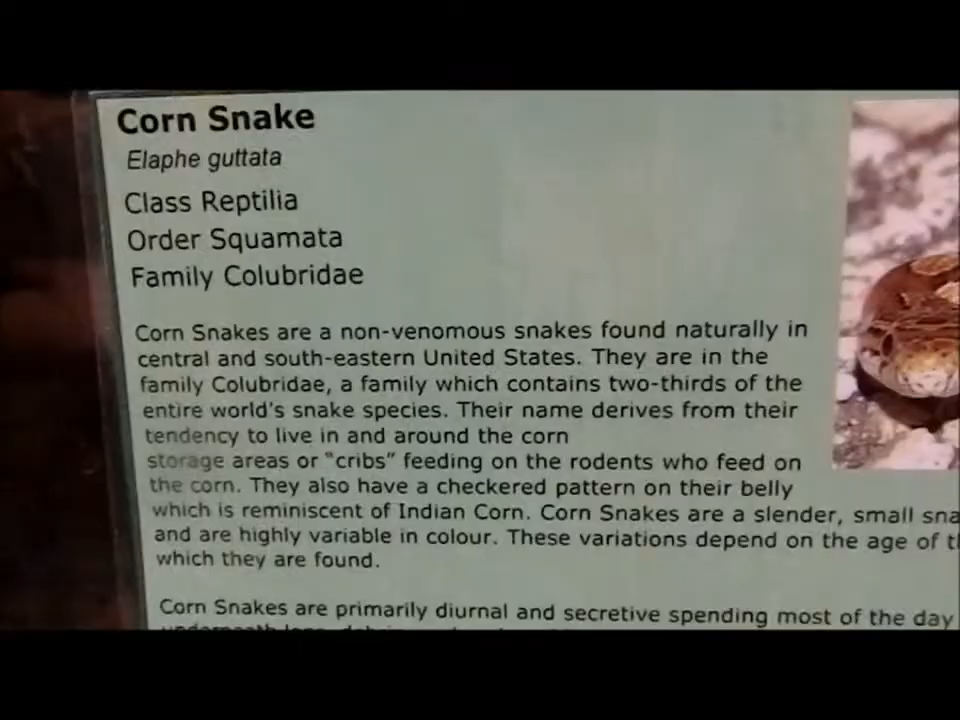 Corn Snake
Elaphe guttata
Class Reptilia
Order Squamata
Family Colubridae
Corn Snakes are a non-venomous snakes found naturally in
central and south-eastern United States. They are in the
family Colubridae, a family which contains two-thirds of the
entire world's snake species. Their name derives from their
tendency to live in and around the corn
storage areas or "cribs" feeding on the rodents who feed on
the corn. They also have a checkered pattern on their belly
which is reminiscent of Indian Corn. Corn Snakes are a slender, small sna
and are highly variable in colour. These variations depend on the age of t
which they are found.
Corn Snakes are primarily diurnal and secretive spending most of the day
underneath logs, debris